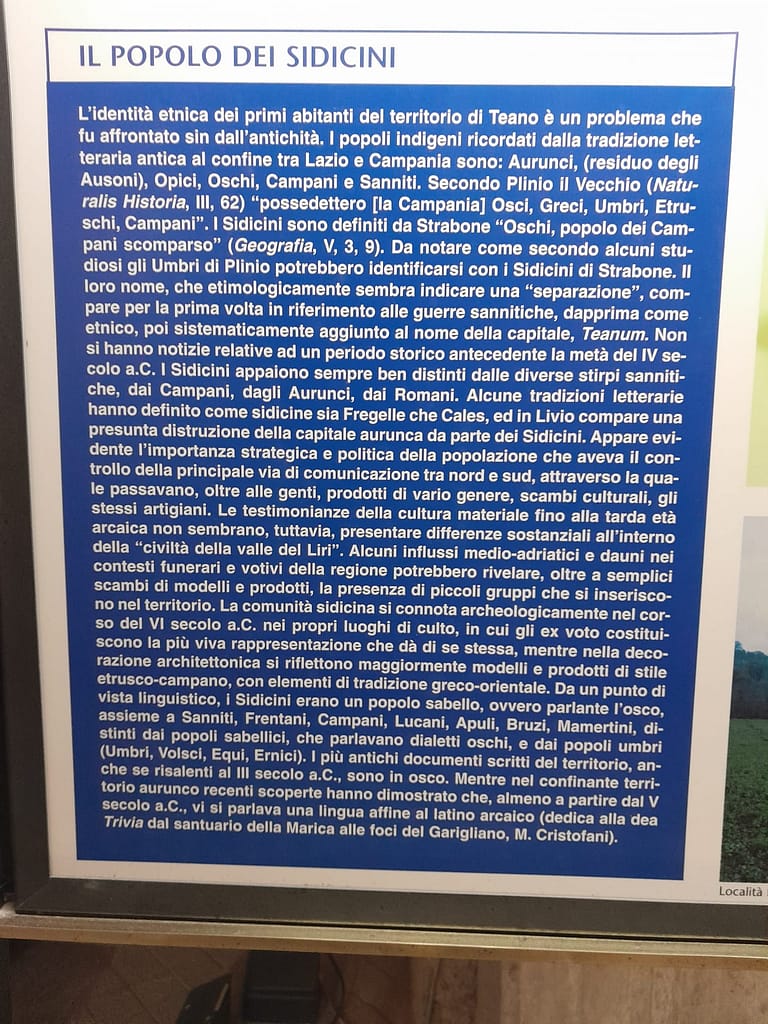 IL POPOLO DEI SIDICINI
L'identità etnica dei primi abitanti del territorio di Teano è un problema che
fu affrontato sin dall'antichità. I popoli indigeni ricordati dalla tradizione let-
teraria antica al confine tra Lazio e Campania sono: Aurunci, (residuo degli
Ausoni), Opici, Oschi, Campani e Sanniti. Secondo Plinio il Vecchio (Natu-
ralis Historia, III, 62) “possedettero [la Campania] Osci, Greci, Umbri, Etru-
schi, Campani”. I Sidicini sono definiti da Strabone “Oschi, popolo dei Cam-
pani scomparso” (Geografia, V, 3, 9). Da notare come secondo alcuni stu-
diosi gli Umbri di Plinio potrebbero identificarsi con i Sidicini di Strabone. Il
loro nome, che etimologicamente sembra indicare una “separazione”, com-
pare per la prima volta in riferimento alle guerre sannitiche, dapprima come
etnico, poi sistematicamente aggiunto al nome della capitale, Teanum. Non
si hanno notizie relative ad un periodo storico antecedente la metà del IV se-
colo a.C. I Sidicini appaiono sempre ben distinti dalle diverse stirpi sanniti-
che, dai Campani, dagli Aurunci, dai Romani. Alcune tradizioni letterarie
hanno definito come sidicine sia Fregelle che Cales, ed in Livio compare una
presunta distruzione della capitale aurunca da parte dei Sidicini. Appare evi-
dente l'importanza strategica e politica della popolazione che aveva il con-
trollo della principale via di comunicazione tra nord e sud, attraverso la qua-
le passavano, oltre alle genti, prodotti di vario genere, scambi culturali, gli
stessi artigiani. Le testimonianze della cultura materiale fino alla tarda età
arcaica non sembrano, tuttavia, presentare differenze sostanziali all'interno
della “civiltà della valle del Liri”. Alcuni influssi medio-adriatici e dauni nei
contesti funerari e votivi della regione potrebbero rivelare, oltre a semplici
scambi di modelli e prodotti, la presenza di piccoli gruppi che si inserisco-
no nel territorio. La comunità sidicina si connota archeologicamente nel cor-
so del VI secolo a.C. nei propri luoghi di culto, in cui gli ex voto costitui-
scono la più viva rappresentazione che dà di se stessa, mentre nella deco-
razione architettonica si riflettono maggiormente modelli e prodotti di stile
etrusco-campano, con elementi di tradizione greco-orientale. Da un punto di
vista linguistico, i Sidicini erano un popolo sabello, ovvero parlante l'osco,
assieme a Sanniti, Frentani, Campani, Lucani, Apuli, Bruzi, Mamertini, di-
stinti dai popoli sabellici, che parlavano dialetti oschi, e dai popoli umbri
(Umbri, Volsci, Equi, Ernici). I più antichi documenti scritti del territorio, an-
che se risalenti al III secolo a.C., sono in osco. Mentre nel confinante terri-
torio aurunco recenti scoperte hanno dimostrato che, almeno a partire dal V
secolo a.C., vi si parlava una lingua affine al latino arcaico (dedica alla dea
Trivia dal santuario della Marica alle foci del Garigliano, M. Cristofani).
Località